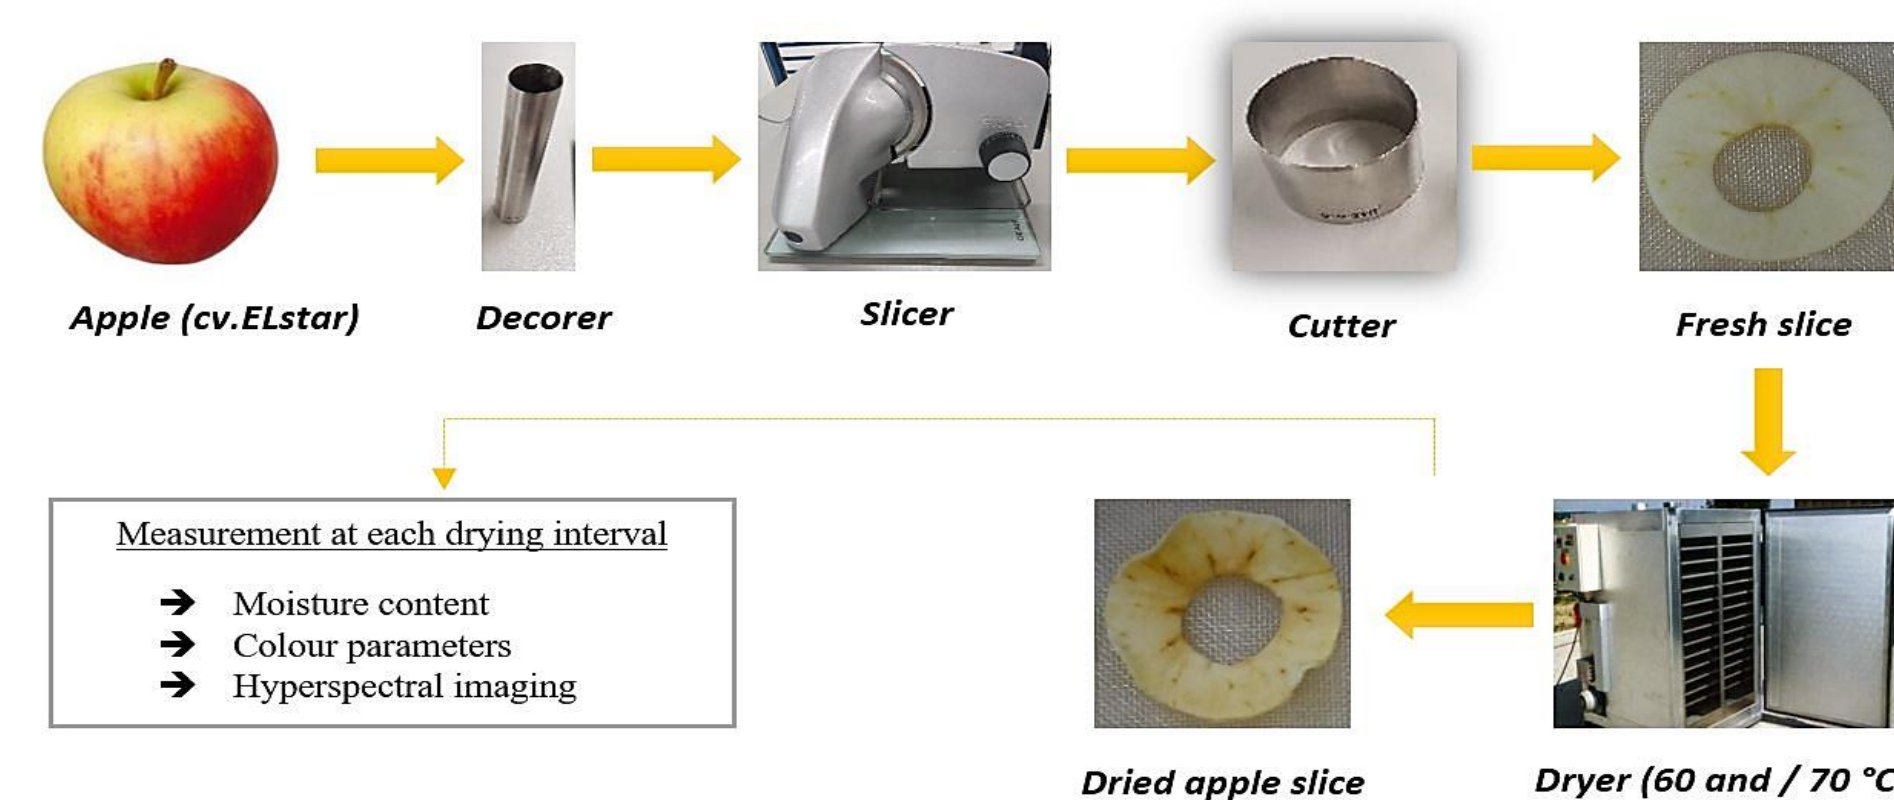 Apple (cv.ELstar)
Decorer
Slicer
Cutter
Fresh slice
Measurement at each drying interval
➔ Moisture content
➔ Colour parameters
➔ Hyperspectral imaging
Dried apple slice
Dryer (60 and / 70 °C